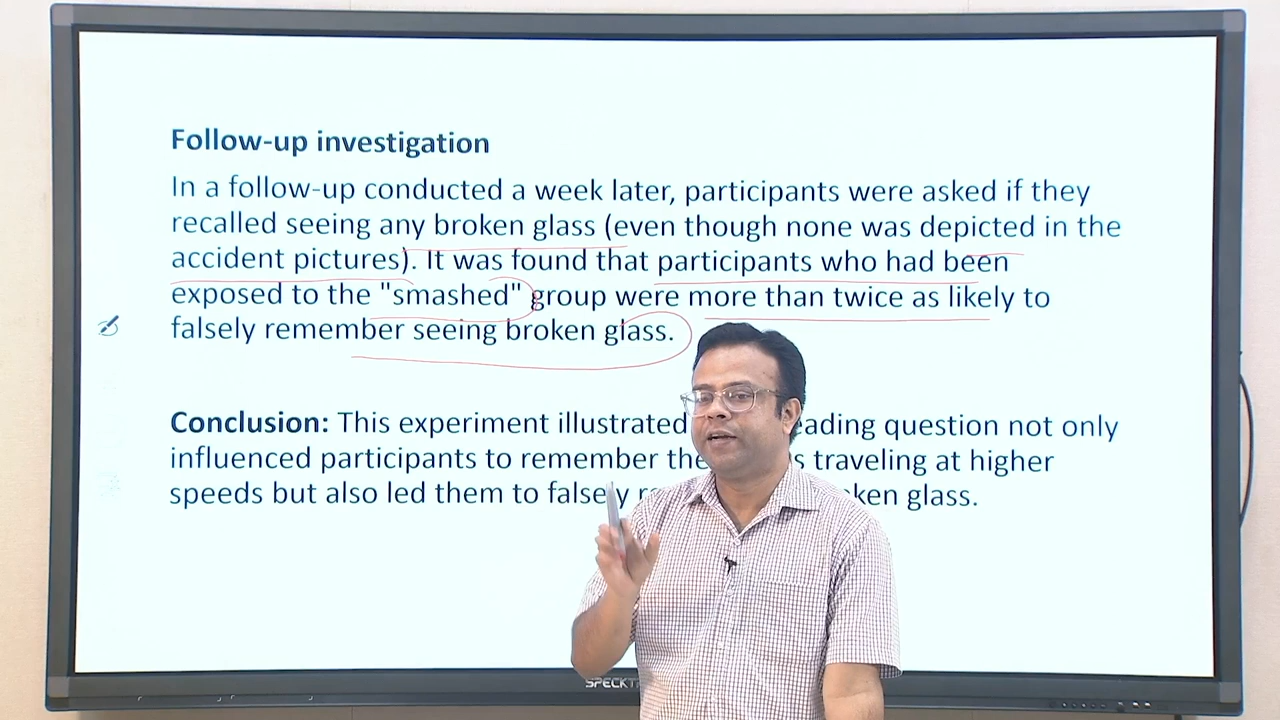 Follow-up investigation
In a follow-up conducted a week later, participants were asked if they
recalled seeing any broken glass (even though none was depicted in the
accident pictures). It was found that participants who had been
exposed to the "smashed" group were more than twice as likely to
falsely remember seeing broken glass.
Conclusion: This experiment illustrated question not only
influenced participants to remember traveling at higher
speeds but also led them to falsely glass.